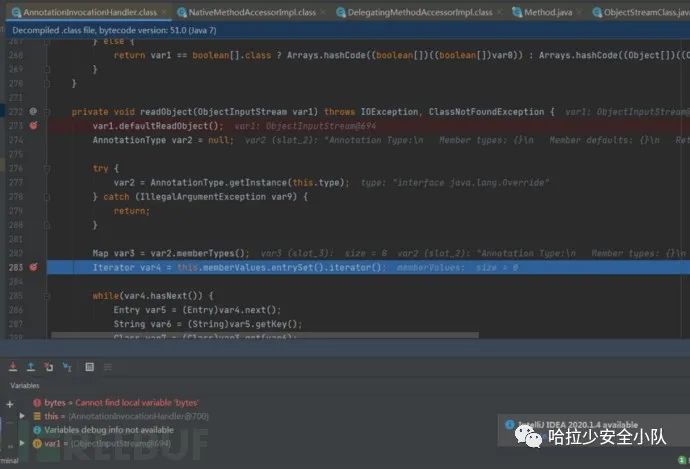 AnnotationInvocationHandler.class NativeMethodAccessorImpl.class DelegatingMethodAccessorImpl.class Method.java ObjectStreamClass.java
Decompiled .class file, bytecode version: 51.0 (Java 7)
267 } else {
268 return var1 == boolean[].class ? Arrays.hashCode((boolean[])((boolean[])var0)) : Arrays.hashCode((Object[])((
269 }
270 }
271
272 @ private void readObject(ObjectInputStream var1) throws IOException, ClassNotFoundException { var1: ObjectInputStream@
273 var1.defaultReadObject(); var1: ObjectInputStream@694
274 AnnotationType var2 = null; var2 (slot_2): "Annotation Type:\n Member types: {}\n Member defaults: {}\n Ret
275
276 try {
277 var2 = AnnotationType.getInstance(this.type); type: "interface java.lang.Override"
278 } catch (IllegalArgumentException var9) {
279 return;
280 }
281
282 Map var3 = var2.memberTypes(); var3 (slot_3): size = 0 var2 (slot_2): "Annotation Type:\n Member types: {}\n
283 Iterator var4 = this.memberValues.entrySet().iterator(); memberValues: size = 0
284
285 while(var4.hasNext()) {
286 Entry var5 = (Entry)var4.next();
287 String var6 = (String)var5.getKey();
288 Class var7 = (Class)var3.get(var6);
Variables
bytes = Cannot find local variable 'bytes'
this = {AnnotationInvocationHandler@700}
Variables debug info not available
var1 = {ObjectInputStream@694}
IntelliJ IDEA 2020.1.4 available
REEBUF
哈拉少安全小队
rminal